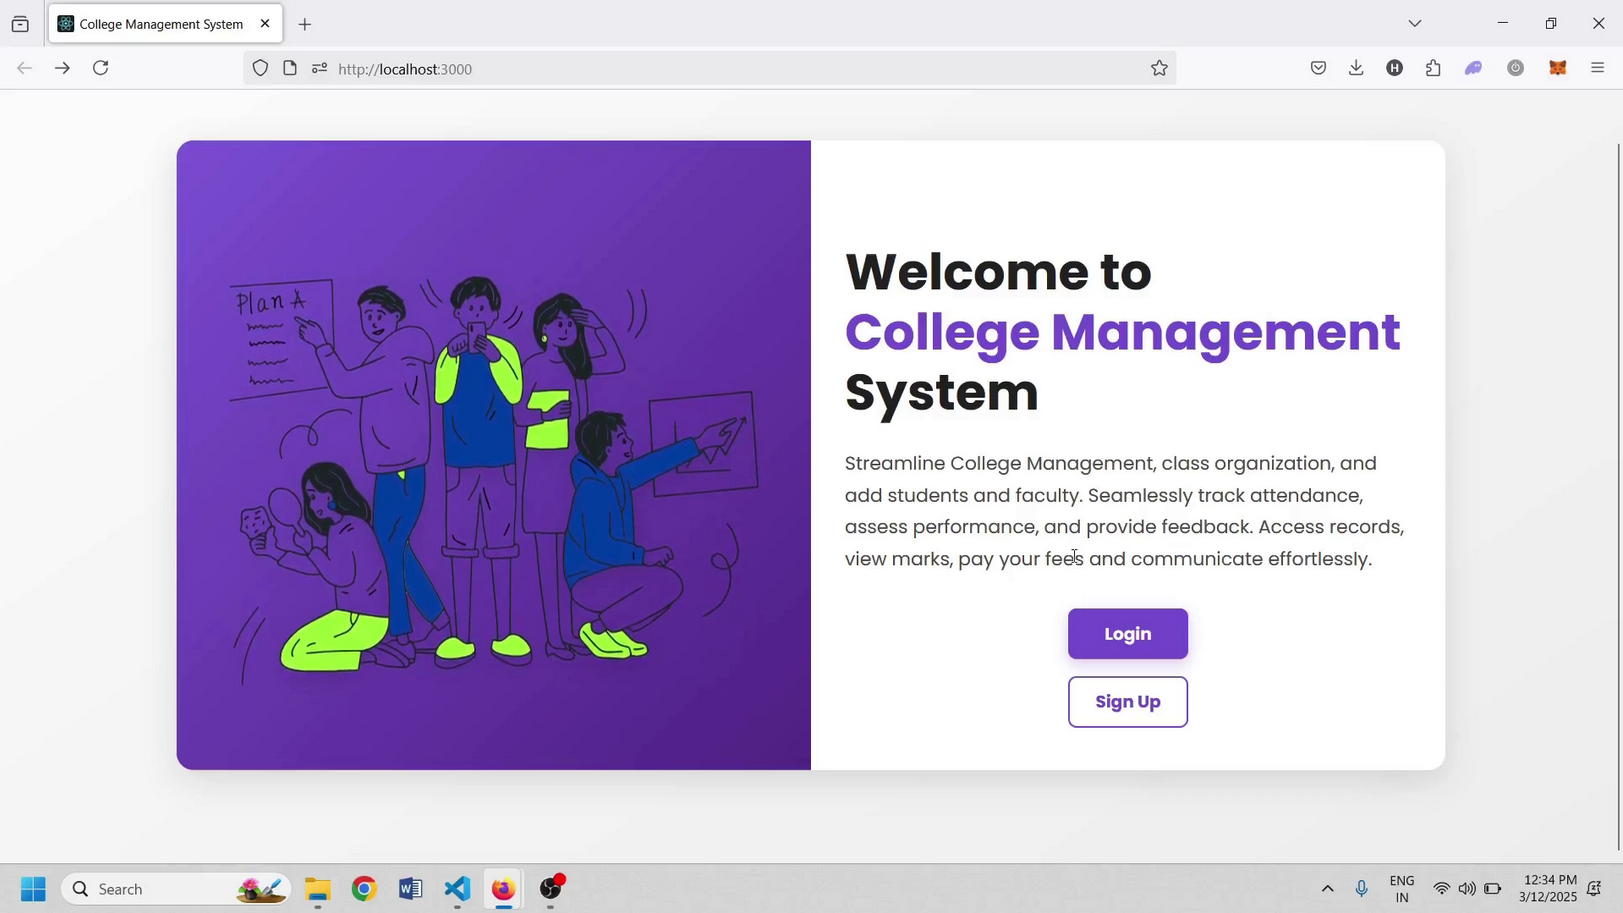 College Management System
http://localhost:3000
H
Plan A
Welcome to
College Management
System
Streamline College Management, class organization, and
add students and faculty. Seamlessly track attendance,
assess performance, and provide feedback. Access records,
view marks, pay your fees and communicate effortlessly.
Login
Sign Up
Search
ENG
IN
12:34 PM
3/12/2025